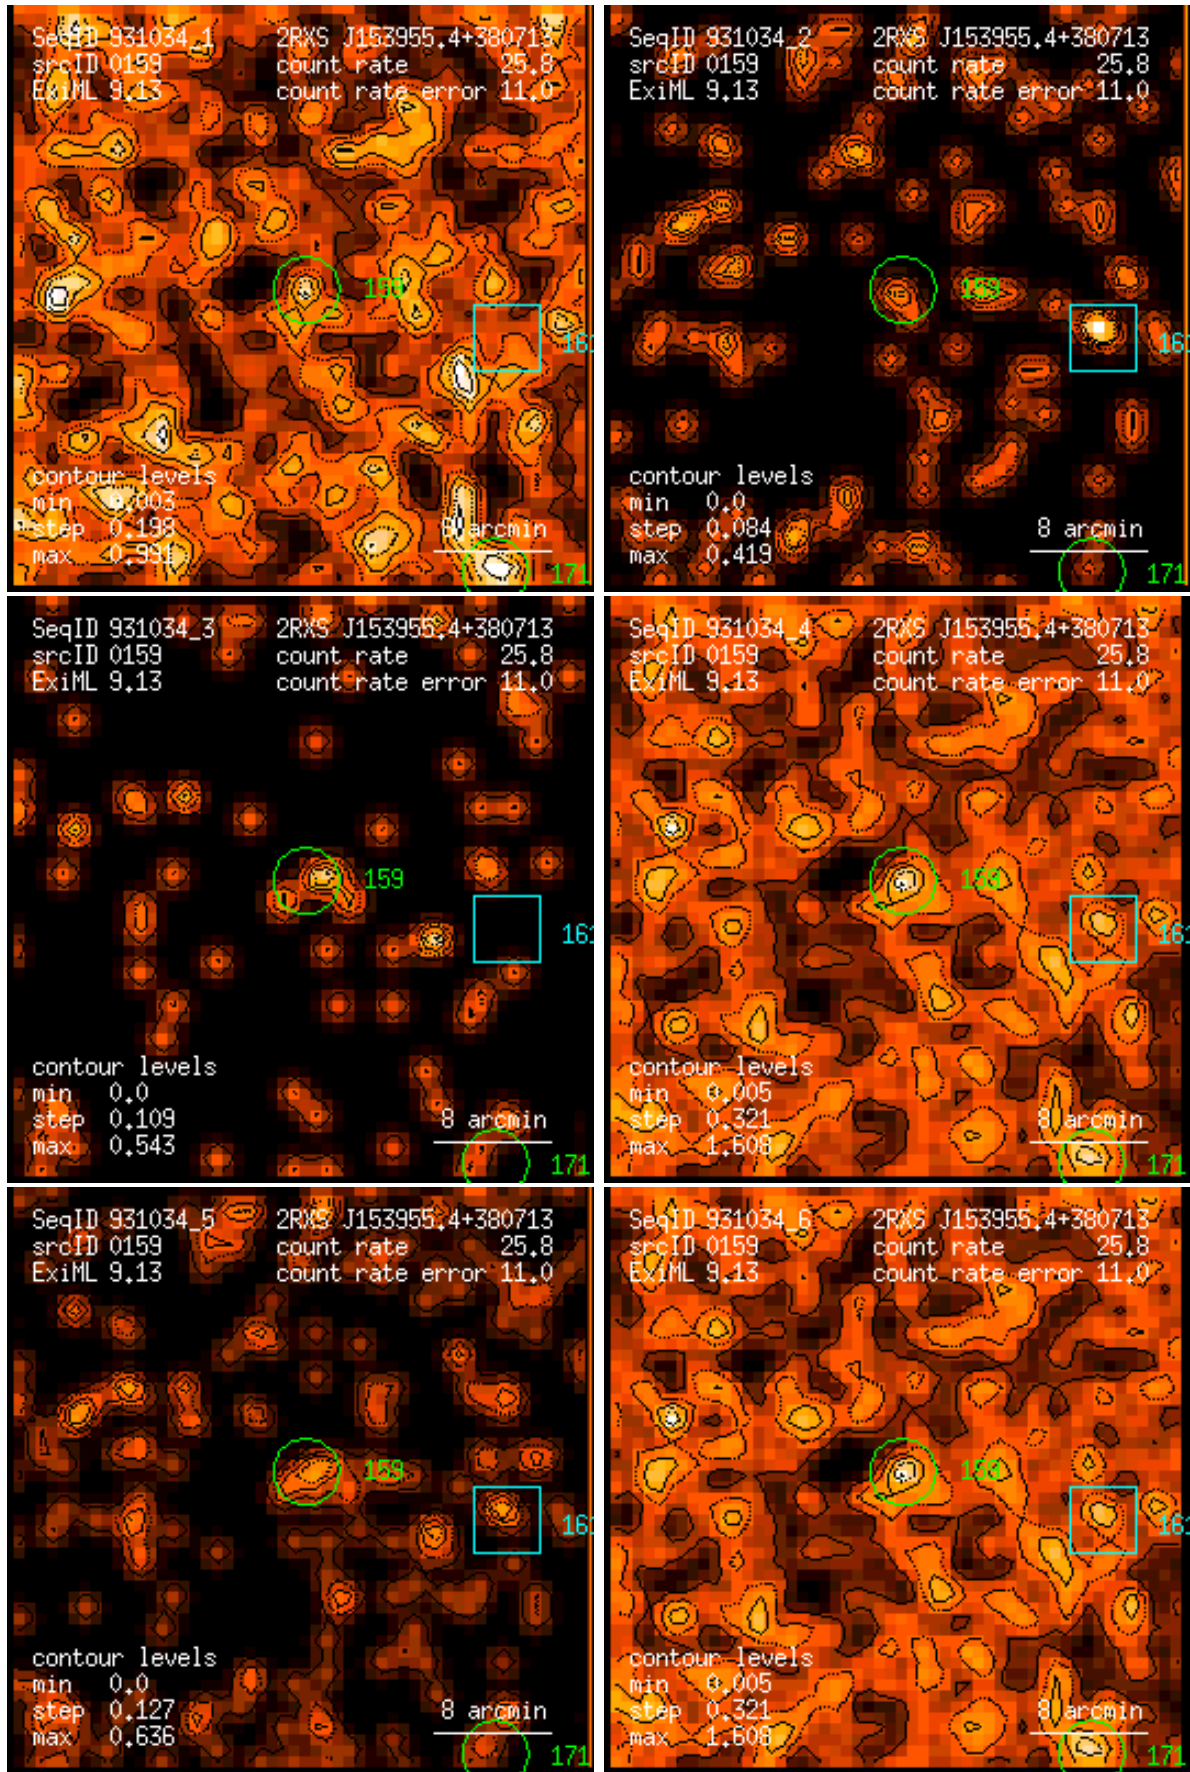 SeqID 931034_1 2RXS J153955.4+380713
srcID 0159 count rate 25.8
ExiML 9.13 count rate error 11.0
159
161
contour levels
min 0.003
step 0.198
max 0.991
8 arcmin
171
SeqID 931034_2 2RXS J153955.4+380713
srcID 0159 count rate 25.8
ExiML 9.13 count rate error 11.0
159
161
contour levels
min 0.0
step 0.084
max 0.419
8 arcmin
171
SeqID 931034_3 2RXS J153955.4+380713
srcID 0159 count rate 25.8
ExiML 9.13 count rate error 11.0
159
161
contour levels
min 0.0
step 0.109
max 0.543
8 arcmin
171
SeqID 931034_4 2RXS J153955.4+380713
srcID 0159 count rate 25.8
ExiML 9.13 count rate error 11.0
159
161
contour levels
min 0.005
step 0.321
max 1.608
8 arcmin
171
SeqID 931034_5 2RXS J153955.4+380713
srcID 0159 count rate 25.8
ExiML 9.13 count rate error 11.0
159
161
contour levels
min 0.0
step 0.127
max 0.636
8 arcmin
171
SeqID 931034_6 2RXS J153955.4+380713
srcID 0159 count rate 25.8
ExiML 9.13 count rate error 11.0
159
161
contour levels
min 0.005
step 0.321
max 1.608
8 arcmin
171